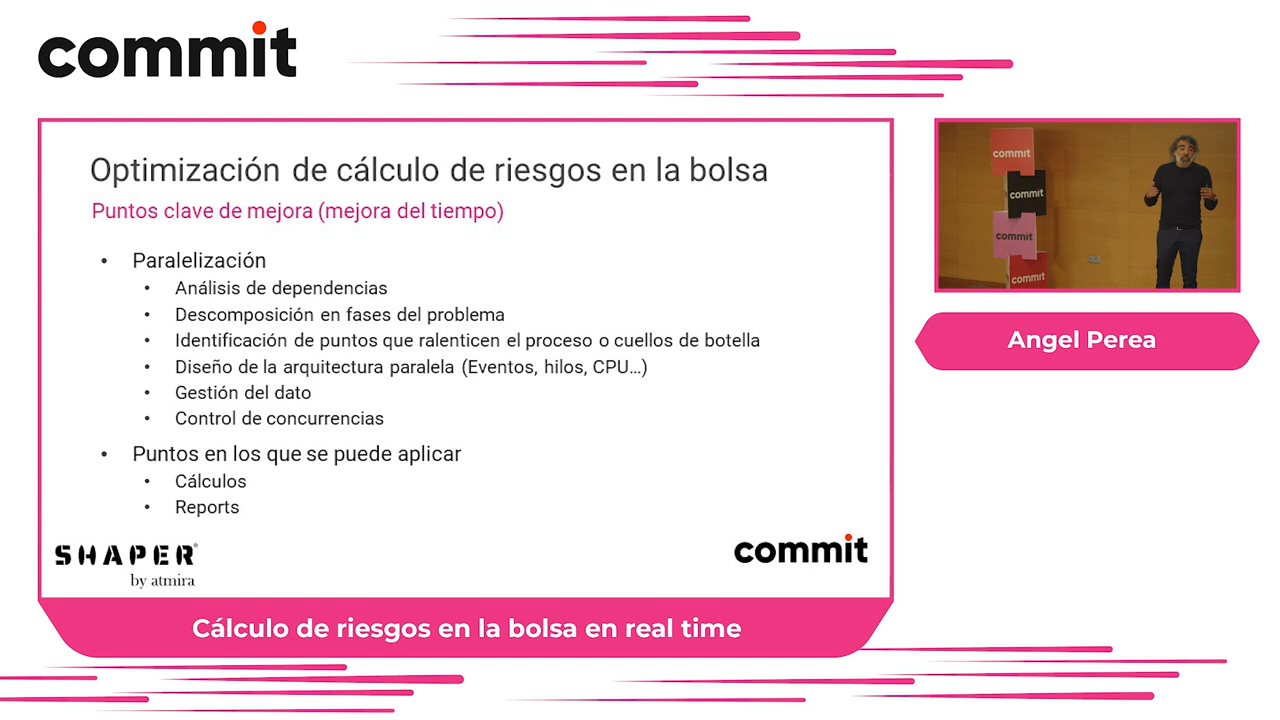 commit
Optimización de cálculo de riesgos en la bolsa
Puntos clave de mejora (mejora del tiempo)
• Paralelización
• Análisis de dependencias
• Descomposición en fases del problema
• Identificación de puntos que ralenticen el proceso o cuellos de botella
• Diseño de la arquitectura paralela (Eventos, hilos, CPU...)
• Gestión del dato
• Control de concurrencias
• Puntos en los que se puede aplicar
• Cálculos
• Reports
SHAPER®
by atmira
commit
Cálculo de riesgos en la bolsa en real time
commit
commit
commit
commit
Angel Perea